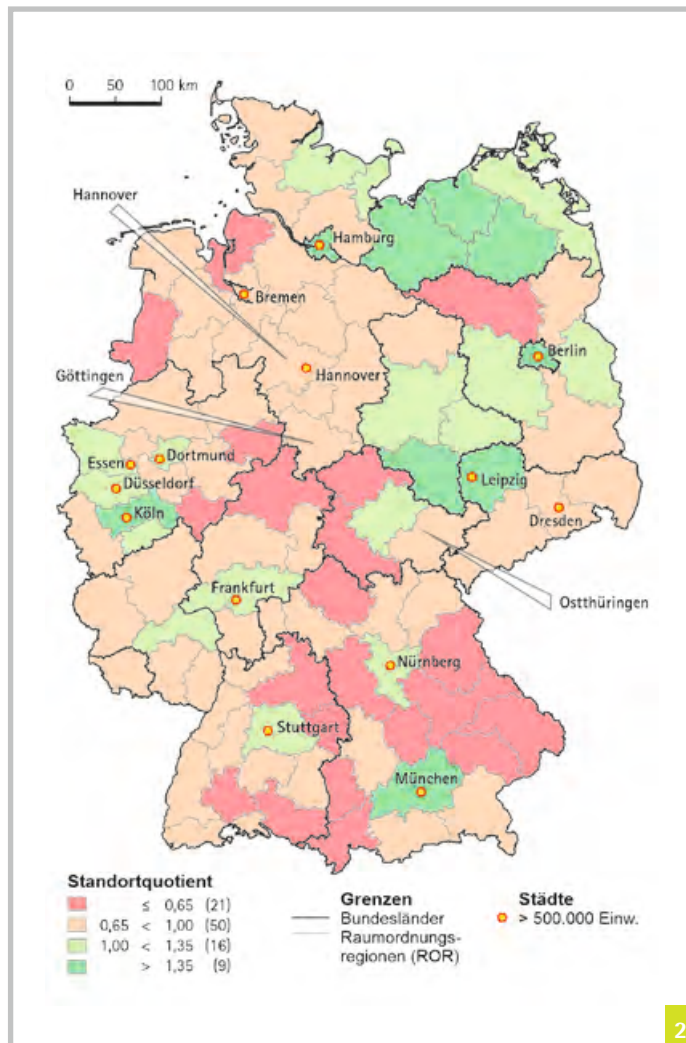 0 50 100 km
Hannover
Hamburg
Bremen
Berlin
Göttingen
Hannover
Essen
Dortmund
Düsseldorf
Leipzig
Köln
Dresden
Frankfurt
Ostthüringen
Nürnberg
Stuttgart
München
Standortquotient
≤ 0,65 (21)
0,65 < 1,00 (50)
1,00 < 1,35 (16)
> 1,35 (9)
Grenzen
Bundesländer
Raumordnungs-
regionen (ROR)
Städte
> 500.000 Einw.
2